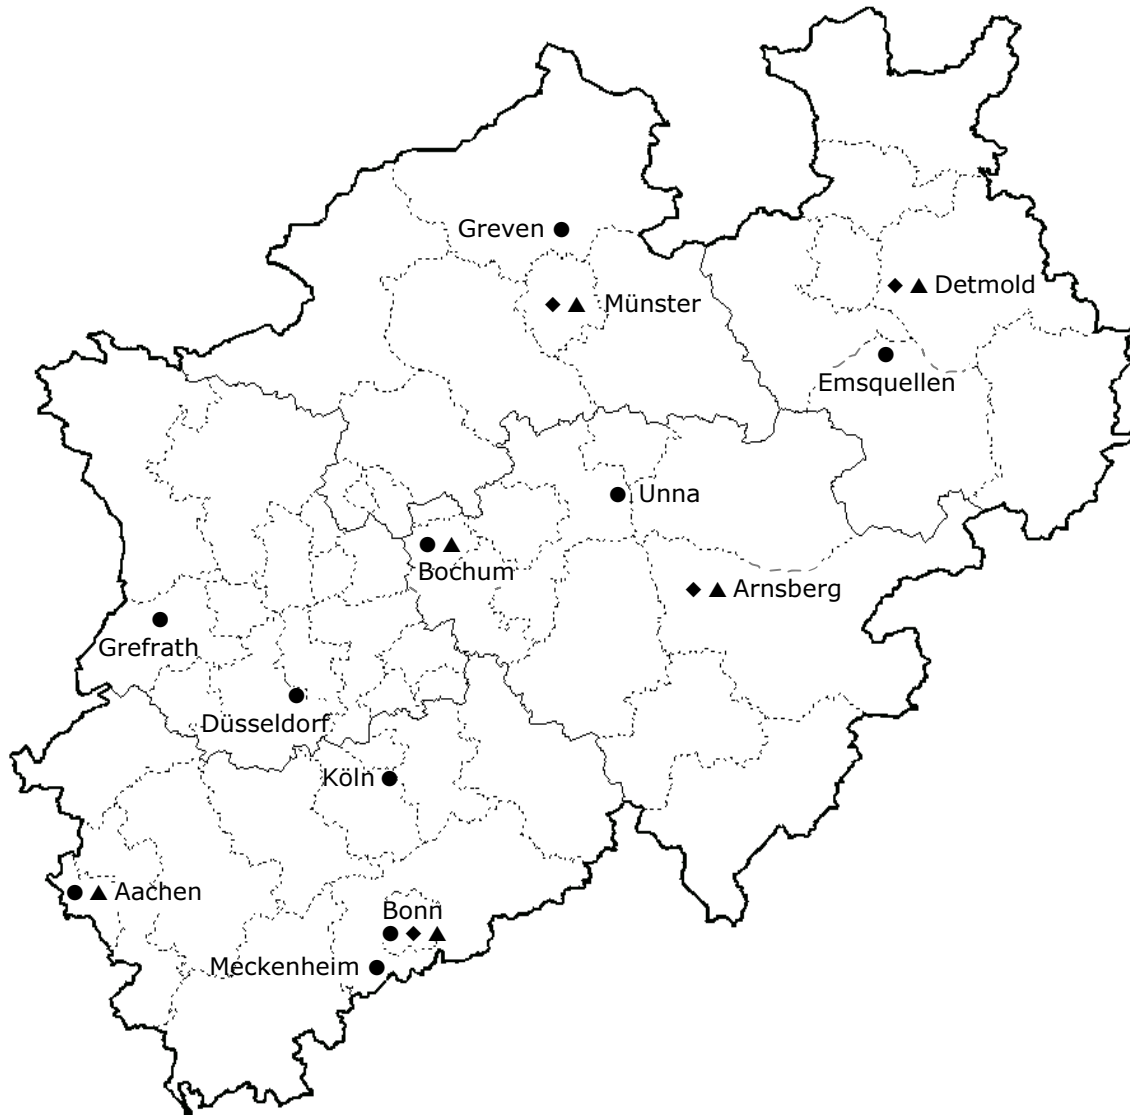 Greven
Münster
Detmold
Emsquellen
Unna
Bochum
Arnsberg
Grefrath
Düsseldorf
Köln
Aachen
Bonn
Meckenheim